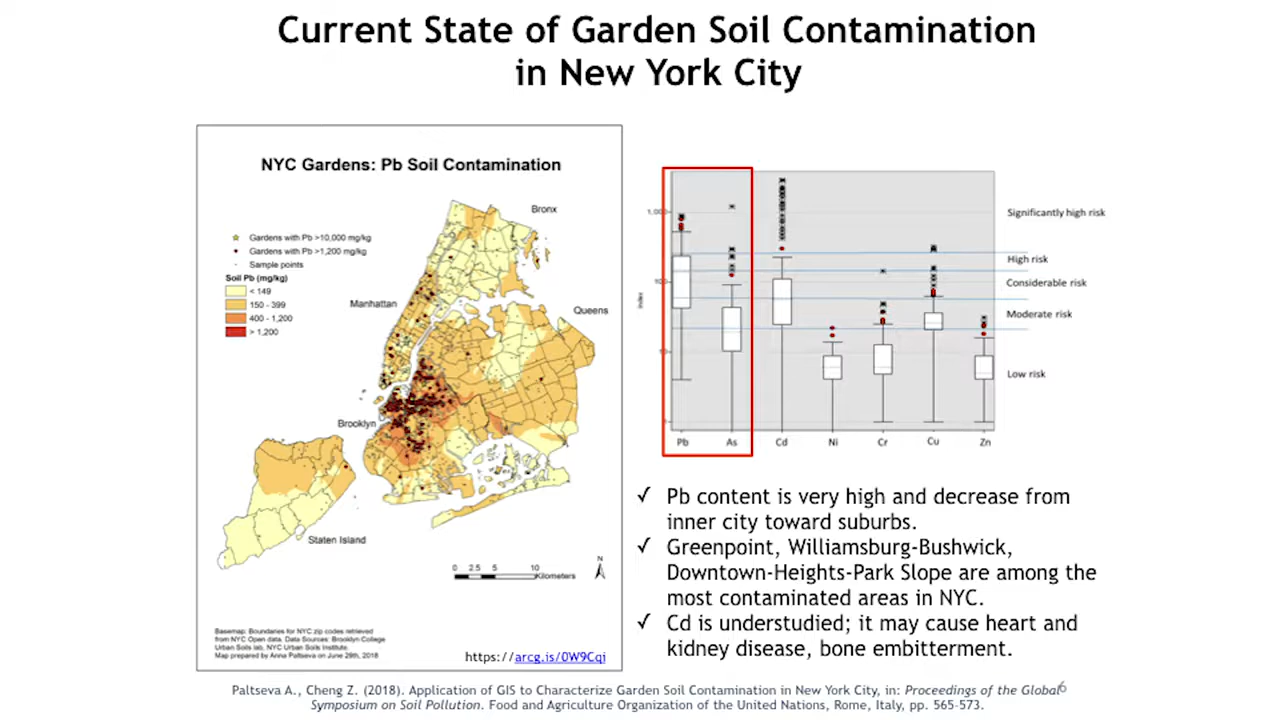 Current State of Garden Soil Contamination
in New York City
NYC Gardens: Pb Soil Contamination
Bronx
Gardens with Pb >10,000 mg/kg
Gardens with Pb >1,200 mg/kg
Sample points
Soil Pb (mg/kg)
< 149
150 - 399
400 - 1,200
> 1,200
Manhattan
Queens
Brooklyn
Staten Island
0 2.5 5 10
Kilometers
N
Basemap: Boundaries for NYC zip codes retrieved
from NYC Open data. Data Sources: Brooklyn College
Urban Soils lab, NYC Urban Soils Institute.
Map prepared by Anna Paltseva on June 29th, 2018
https://arcg.is/0W9Cqi
Significantly high risk
High risk
Considerable risk
Moderate risk
Low risk
Index
Pb As Cd Ni Cr Cu Zn
✓ Pb content is very high and decrease from
inner city toward suburbs.
✓ Greenpoint, Williamsburg-Bushwick,
Downtown-Heights-Park Slope are among the
most contaminated areas in NYC.
✓ Cd is understudied; it may cause heart and
kidney disease, bone embitterment.
Paltseva A., Cheng Z. (2018). Application of GIS to Characterize Garden Soil Contamination in New York City, in: Proceedings of the Global
Symposium on Soil Pollution. Food and Agriculture Organization of the United Nations, Rome, Italy, pp. 565-573.
6